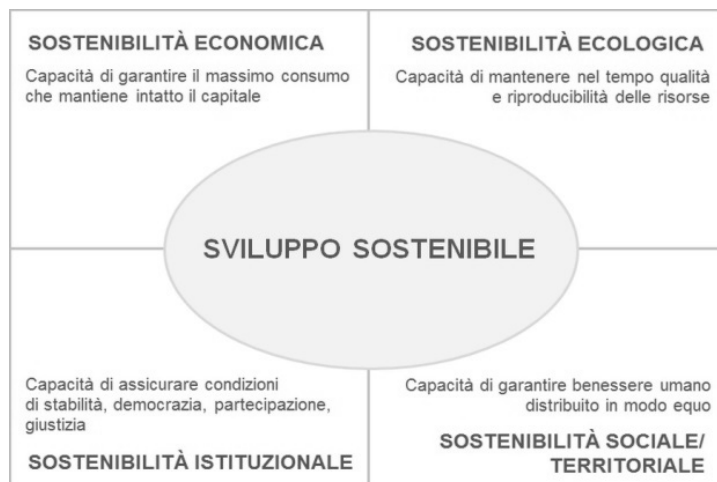 SOSTENIBILITÀ ECONOMICA
Capacità di garantire il massimo consumo
che mantiene intatto il capitale
SOSTENIBILITÀ ECOLOGICA
Capacità di mantenere nel tempo qualità
e riproducibilità delle risorse
SVILUPPO SOSTENIBILE
Capacità di assicurare condizioni
di stabilità, democrazia, partecipazione,
giustizia
SOSTENIBILITÀ ISTITUZIONALE
Capacità di garantire benessere umano
distribuito in modo equo
SOSTENIBILITÀ SOCIALE/
TERRITORIALE